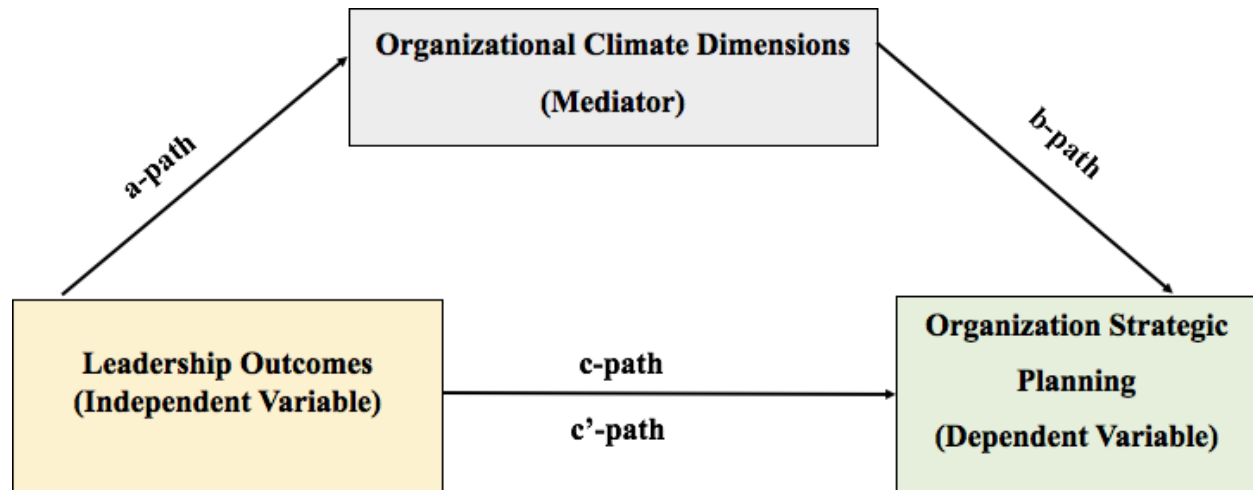 Organizational Climate Dimensions
(Mediator)
a-path
b-path
Leadership Outcomes
(Independent Variable)
c-path
c’-path
Organization Strategic
Planning
(Dependent Variable)